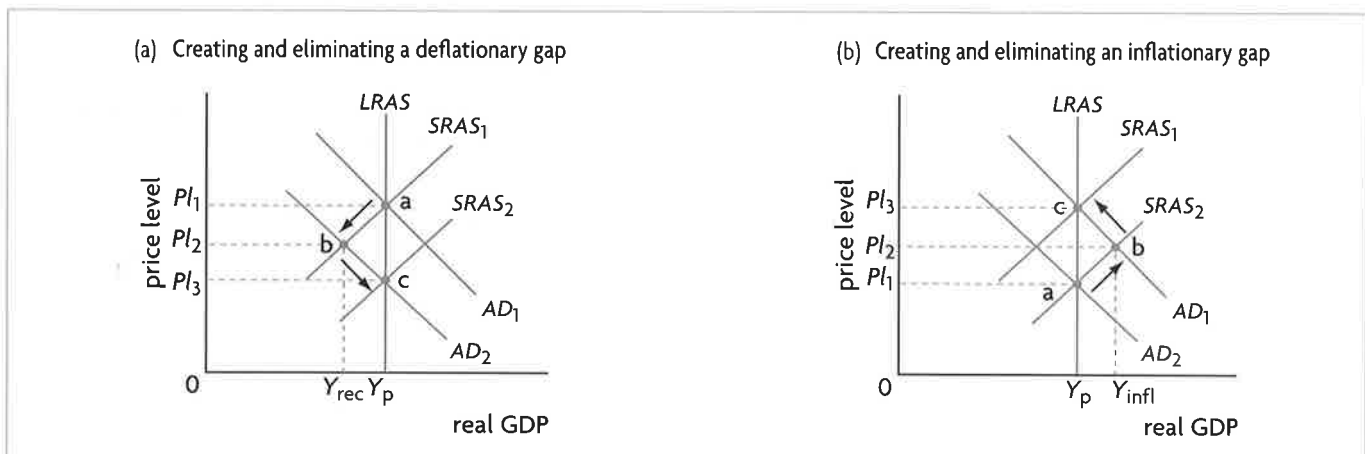 (a) Creating and eliminating a deflationary gap
LRAS
SRAS1
SRAS2
price level
Pl1
Pl2
Pl3
a
b
c
AD1
AD2
0
Yrec Yp
real GDP
(b) Creating and eliminating an inflationary gap
LRAS
SRAS1
SRAS2
price level
Pl3
Pl2
Pl1
c
b
a
AD1
AD2
0
Yp Yinfl
real GDP